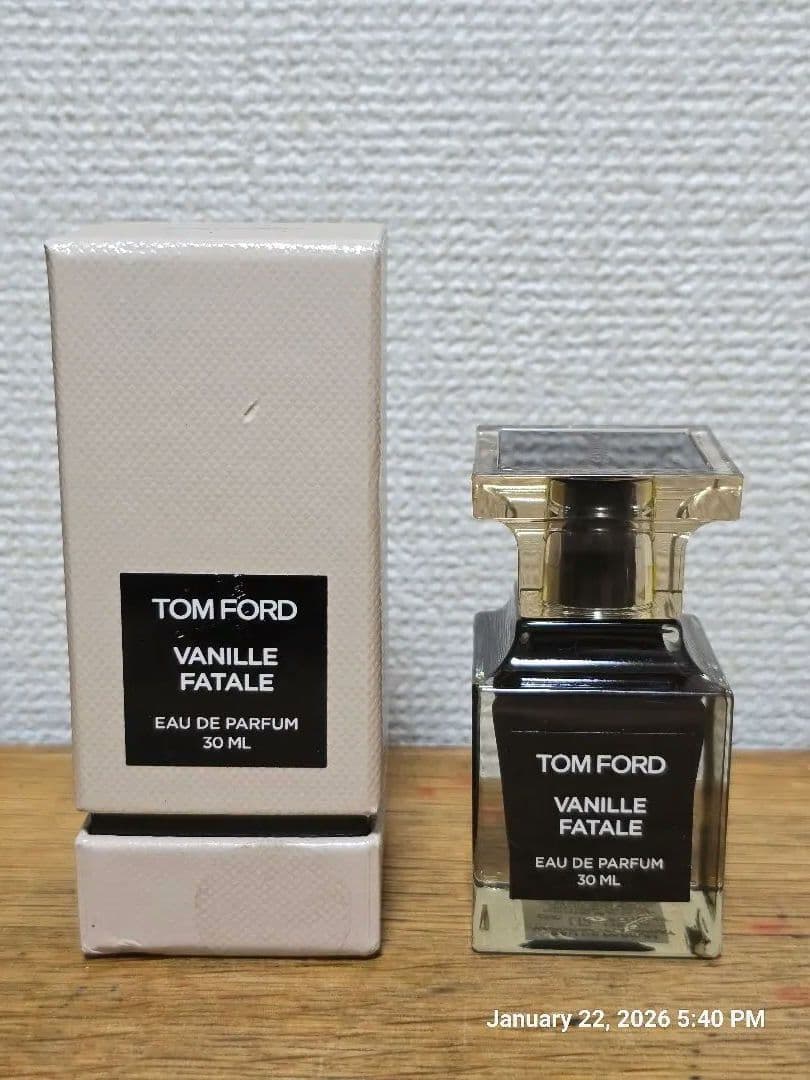 TOM FORD
VANILLE
FATALE
EAU DE PARFUM
30 ML
TOM FORD
VANILLE
FATALE
EAU DE PARFUM
30 ML
January 22, 2026 5:40 PM